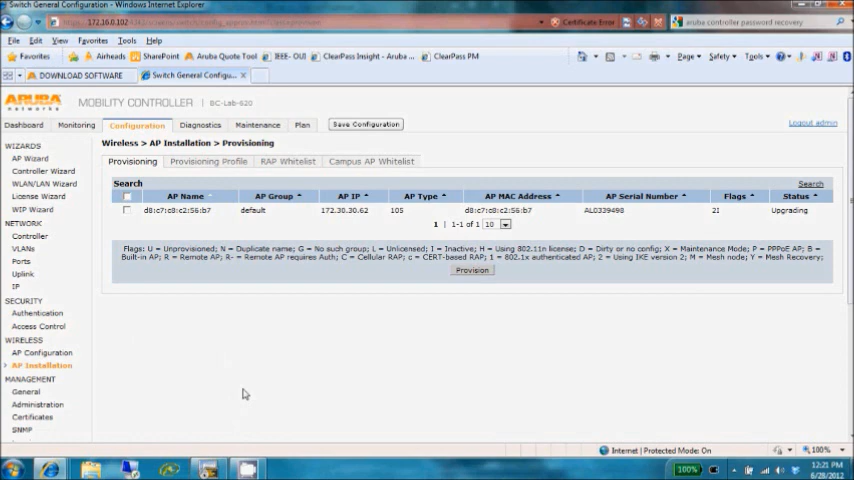 Switch General Configuration - Windows Internet Explorer
172.16.0.102
Certificate Error
aruba controller password recovery
File Edit View Favorites Tools Help
Favorites Airheads SharePoint Aruba Quote Tool IEEE- OUI ClearPass Insight - Aruba ... ClearPass PM
Page Safety Tools
DOWNLOAD SOFTWARE Switch General Configu...
ARUBA networks MOBILITY CONTROLLER | BC-Lab-620
Dashboard Monitoring Configuration Diagnostics Maintenance Plan Save Configuration Logout admin
WIZARDS
AP Wizard
Controller Wizard
WLAN/LAN Wizard
License Wizard
WIP Wizard
NETWORK
Controller
VLANs
Ports
Uplink
IP
SECURITY
Authentication
Access Control
WIRELESS
AP Configuration
AP Installation
MANAGEMENT
General
Administration
Certificates
SNMP
Wireless > AP Installation > Provisioning
Provisioning Provisioning Profile RAP Whitelist Campus AP Whitelist
Search Search
AP Name AP Group AP IP AP Type AP MAC Address AP Serial Number Flags Status
d8:c7:c8:c2:56:b7 default 172.30.30.62 105 d8:c7:c8:c2:56:b7 AL0339498 2I Upgrading
1 | 1-1 of 1 10
Flags: U = Unprovisioned; N = Duplicate name; G = No such group; L = Unlicensed; I = Inactive; H = Using 802.11n license; D = Dirty or no config; X = Maintenance Mode; P = PPPoE AP; B =
Built-in AP; R = Remote AP; R- = Remote AP requires Auth; C = Cellular RAP; c = CERT-based RAP; 1 = 802.1x authenticated AP; 2 = Using IKE version 2; M = Mesh node; Y = Mesh Recovery;
Provision
Internet | Protected Mode: On 100%
100% 12:21 PM
6/28/2012